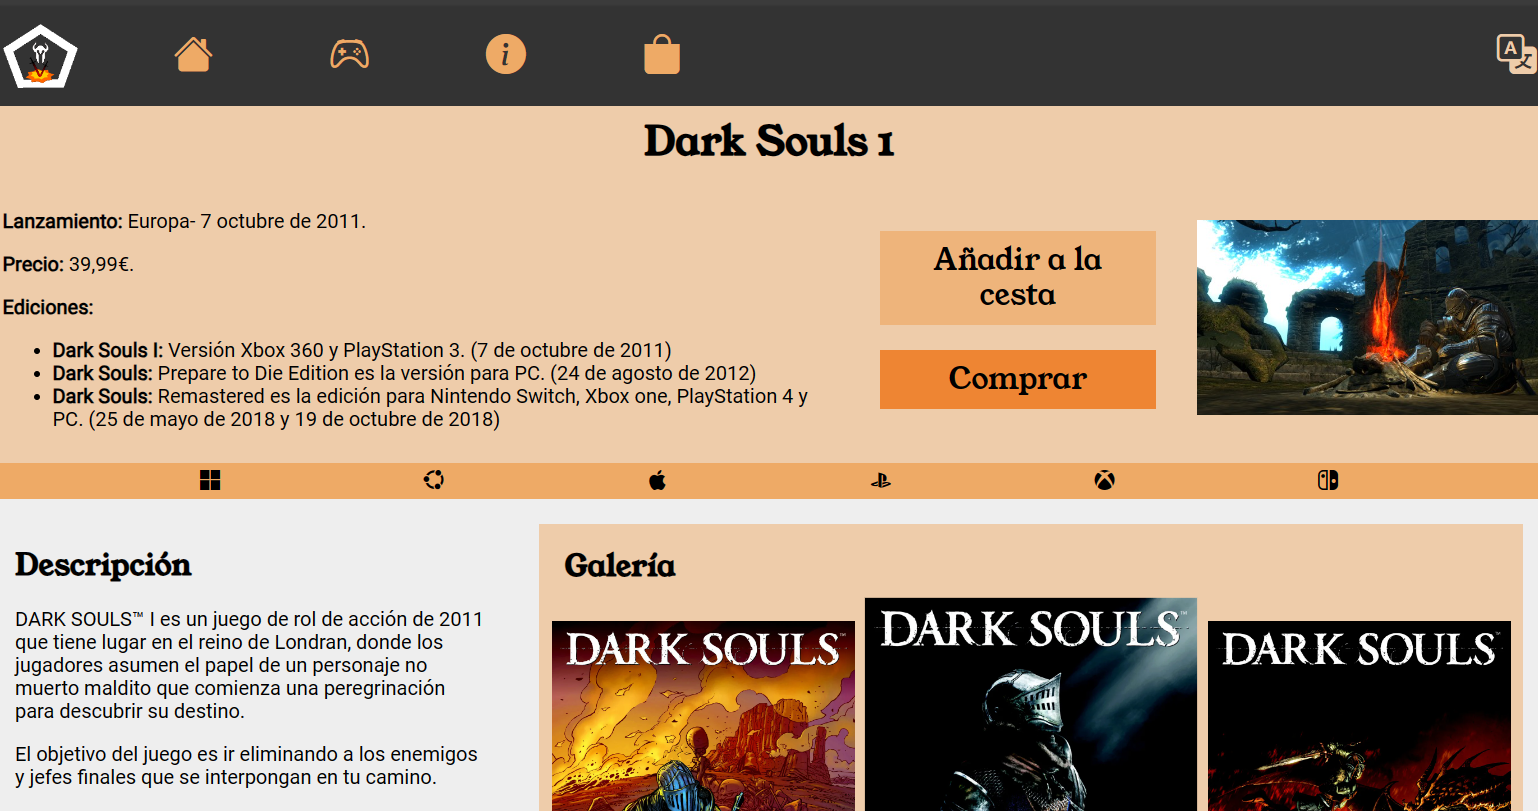 Dark Souls 1
Lanzamiento: Europa- 7 octubre de 2011.
Precio: 39,99€.
Ediciones:
Dark Souls I: Versión Xbox 360 y PlayStation 3. (7 de octubre de 2011)
Dark Souls: Prepare to Die Edition es la versión para PC. (24 de agosto de 2012)
Dark Souls: Remastered es la edición para Nintendo Switch, Xbox one, PlayStation 4 y
PC. (25 de mayo de 2018 y 19 de octubre de 2018)
Añadir a la
cesta
Comprar
Descripción
DARK SOULS™ I es un juego de rol de acción de 2011
que tiene lugar en el reino de Londran, donde los
jugadores asumen el papel de un personaje no
muerto maldito que comienza una peregrinación
para descubrir su destino.
El objetivo del juego es ir eliminando a los enemigos
y jefes finales que se interpongan en tu camino.
Galería
DARK SOULS™
DARK SOULS™
DARK SOULS™